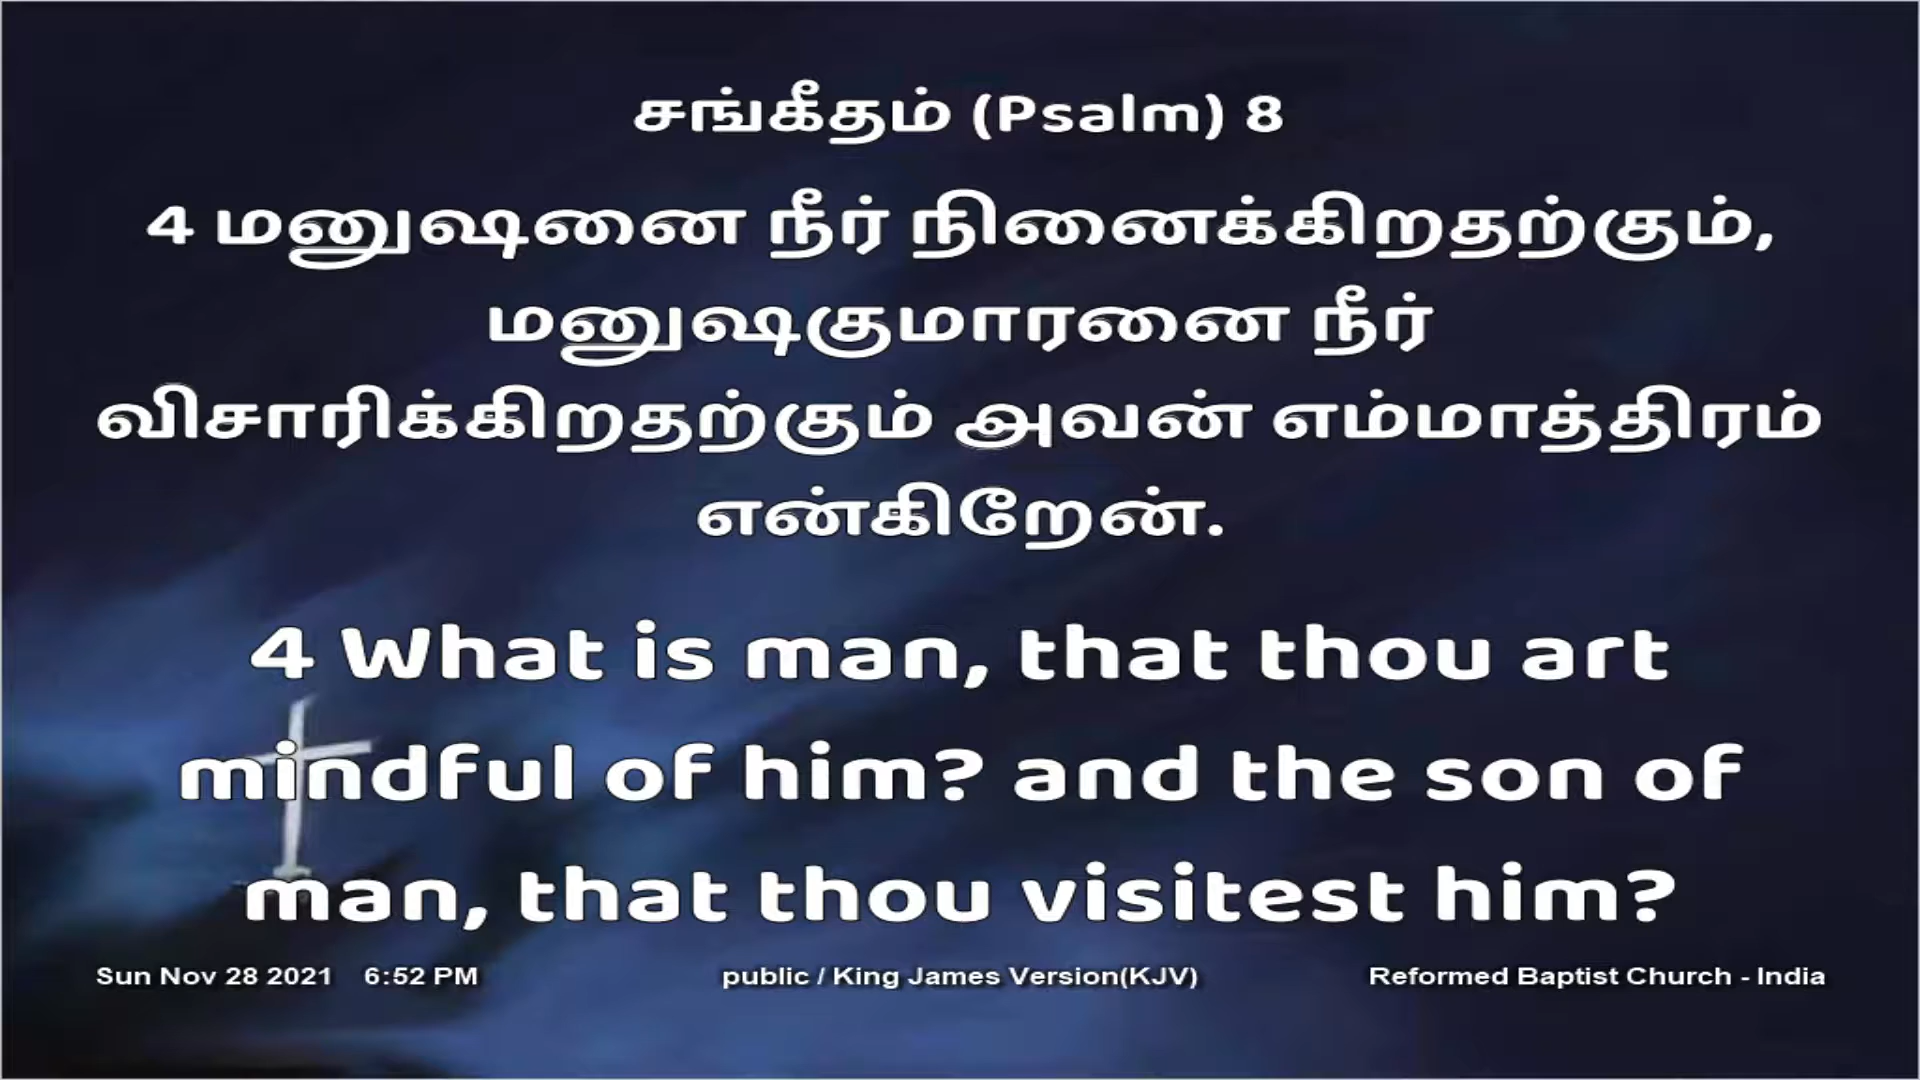 சங்கீதம் (Psalm) 8
4 மனுஷனை நீர் நினைக்கிறதற்கும்,
மனுஷகுமாரனை நீர்
விசாரிக்கிறதற்கும் அவன் எம்மாத்திரம்
என்கிறேன்.
4 What is man, that thou art
mindful of him? and the son of
man, that thou visitest him?
Sun Nov 28 2021 6:52 PM public / King James Version(KJV) Reformed Baptist Church - India